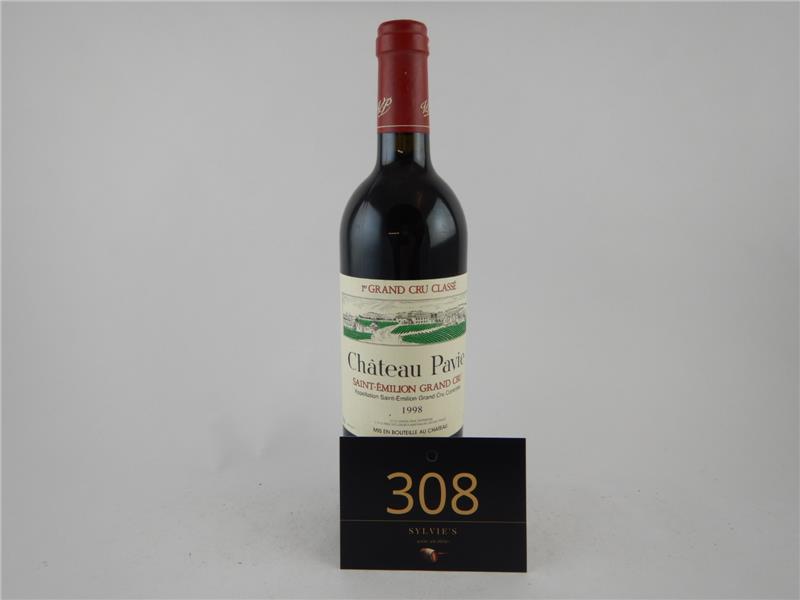 1er GRAND CRU CLASSÉ
Château Pavie
SAINT-ÉMILION GRAND CRU
Appellation Saint-Émilion Grand Cru Contrôlée
1998
MIS EN BOUTEILLE AU CHÂTEAU
308
SYLVIE'S